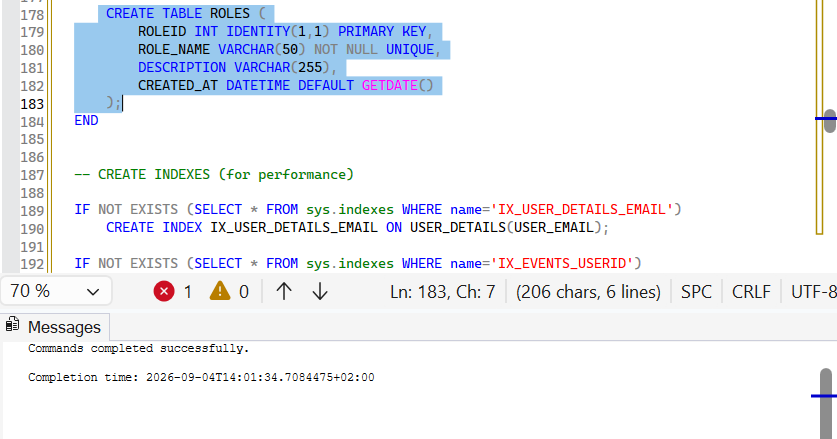 178 CREATE TABLE ROLES (
179 ROLEID INT IDENTITY(1,1) PRIMARY KEY,
180 ROLE_NAME VARCHAR(50) NOT NULL UNIQUE,
181 DESCRIPTION VARCHAR(255),
182 CREATED_AT DATETIME DEFAULT GETDATE()
183 );
184 END
185
186
187 -- CREATE INDEXES (for performance)
188
189 IF NOT EXISTS (SELECT * FROM sys.indexes WHERE name='IX_USER_DETAILS_EMAIL')
190 CREATE INDEX IX_USER_DETAILS_EMAIL ON USER_DETAILS(USER_EMAIL);
191
192 IF NOT EXISTS (SELECT * FROM sys.indexes WHERE name='IX_EVENTS_USERID')
70 % 1 0 Ln: 183, Ch: 7 (206 chars, 6 lines) SPC CRLF UTF-8
Messages
Commands completed successfully.
Completion time: 2026-09-04T14:01:34.7084475+02:00